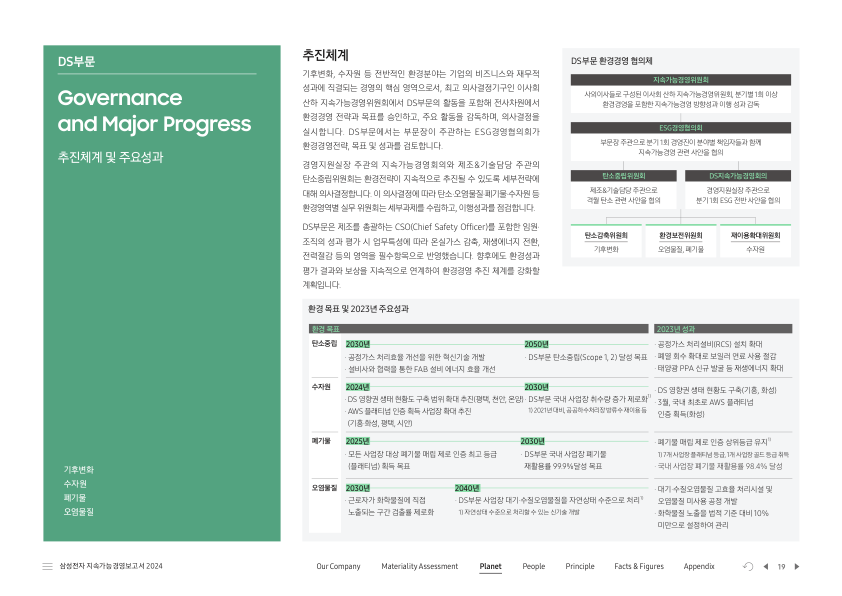 DS부문
Governance
and Major Progress
추진체계 및 주요성과
기후변화
수자원
폐기물
오염물질
추진체계
기후변화, 수자원 등 전반적인 환경분야는 기업의 비즈니스와 재무적
성과에 직결되는 경영의 핵심 영역으로서, 최고 의사결정기구인 이사회
산하 지속가능경영위원회에서 DS부문의 활동을 포함해 전사차원에서
환경경영 전략과 목표를 승인하고, 주요 활동을 감독하며, 의사결정을
실시합니다. DS부문에서는 부문장이 주관하는 ESG경영협의회가
환경경영전략, 목표 및 성과를 검토합니다.
경영지원실장 주관의 지속가능경영회의와 제조&기술담당 주관의
탄소중립위원회는 환경전략이 지속적으로 추진될 수 있도록 세부전략에
대해 의사결정합니다. 이 의사결정에 따라 탄소·오염물질·폐기물·수자원 등
환경영역별 실무 위원회는 세부과제를 수립하고, 이행성과를 점검합니다.
DS부문은 제조를 총괄하는 CSO(Chief Safety Officer)를 포함한 임원·
조직의 성과 평가 시 업무특성에 따라 온실가스 감축, 재생에너지 전환,
전력절감 등의 영역을 필수항목으로 반영했습니다. 향후에도 환경성과
평가 결과와 보상을 지속적으로 연계하여 환경경영 추진 체계를 강화할
계획입니다.
DS부문 환경경영 협의체
지속가능경영위원회
사외이사들로 구성된 이사회 산하 지속가능경영위원회, 분기별 1회 이상
환경경영을 포함한 지속가능경영 방향성과 이행 성과 감독
ESG경영협의회
부문장 주관으로 분기 1회 경영진이 분야별 책임자들과 함께
지속가능경영 관련 사안을 협의
탄소중립위원회
제조&기술담당 주관으로
격월 탄소 관련 사안을 협의
DS지속가능경영회의
경영지원실장 주관으로
분기 1회 ESG 전반 사안을 협의
탄소감축위원회
기후변화
환경보전위원회
오염물질, 폐기물
재이용확대위원회
수자원
환경 목표 및 2023년 주요성과
환경 목표
2023년 성과
탄소중립
2030년
· 공정가스 처리효율 개선을 위한 혁신기술 개발
· 설비사와 협력을 통한 FAB 설비 에너지 효율 개선
2050년
· DS부문 탄소중립(Scope 1, 2) 달성 목표
· 공정가스 처리설비(RCS) 설치 확대
· 폐열 회수 확대로 보일러 연료 사용 절감
· 태양광 PPA 신규 발굴 등 재생에너지 확대
수자원
2024년
· DS 영향권 생태 현황도 구축 범위 확대 추진(평택, 천안, 온양)
· AWS 플래티넘 인증 획득 사업장 확대 추진
(기흥·화성, 평택, 시안)
2030년
· DS부문 국내 사업장 취수량 증가 제로화1)
1) 2021년 대비, 공공하수처리장 방류수 재이용 등
· DS 영향권 생태 현황도 구축(기흥, 화성)
· 3월, 국내 최초로 AWS 플래티넘
인증 획득(화성)
폐기물
2025년
· 모든 사업장 대상 폐기물 매립 제로 인증 최고 등급
(플래티넘) 획득 목표
2030년
· DS부문 국내 사업장 폐기물
재활용률 99.9%달성 목표
· 폐기물 매립 제로 인증 상위등급 유지1)
1) 7개 사업장 플래티넘 등급, 1개 사업장 골드 등급 취득
· 국내 사업장 폐기물 재활용률 98.4% 달성
오염물질
2030년
· 근로자가 화학물질에 직접
노출되는 구간 검출률 제로화
2040년
· DS부문 사업장 대기·수질오염물질을 자연상태 수준으로 처리1)
1) 자연상태 수준으로 처리할 수 있는 신기술 개발
· 대기·수질오염물질 고효율 처리시설 및
오염물질 미사용 공정 개발
· 화학물질 노출을 법적 기준 대비 10%
미만으로 설정하여 관리
삼성전자 지속가능경영보고서 2024
Our Company
Materiality Assessment
Planet
People
Principle
Facts & Figures
Appendix
19